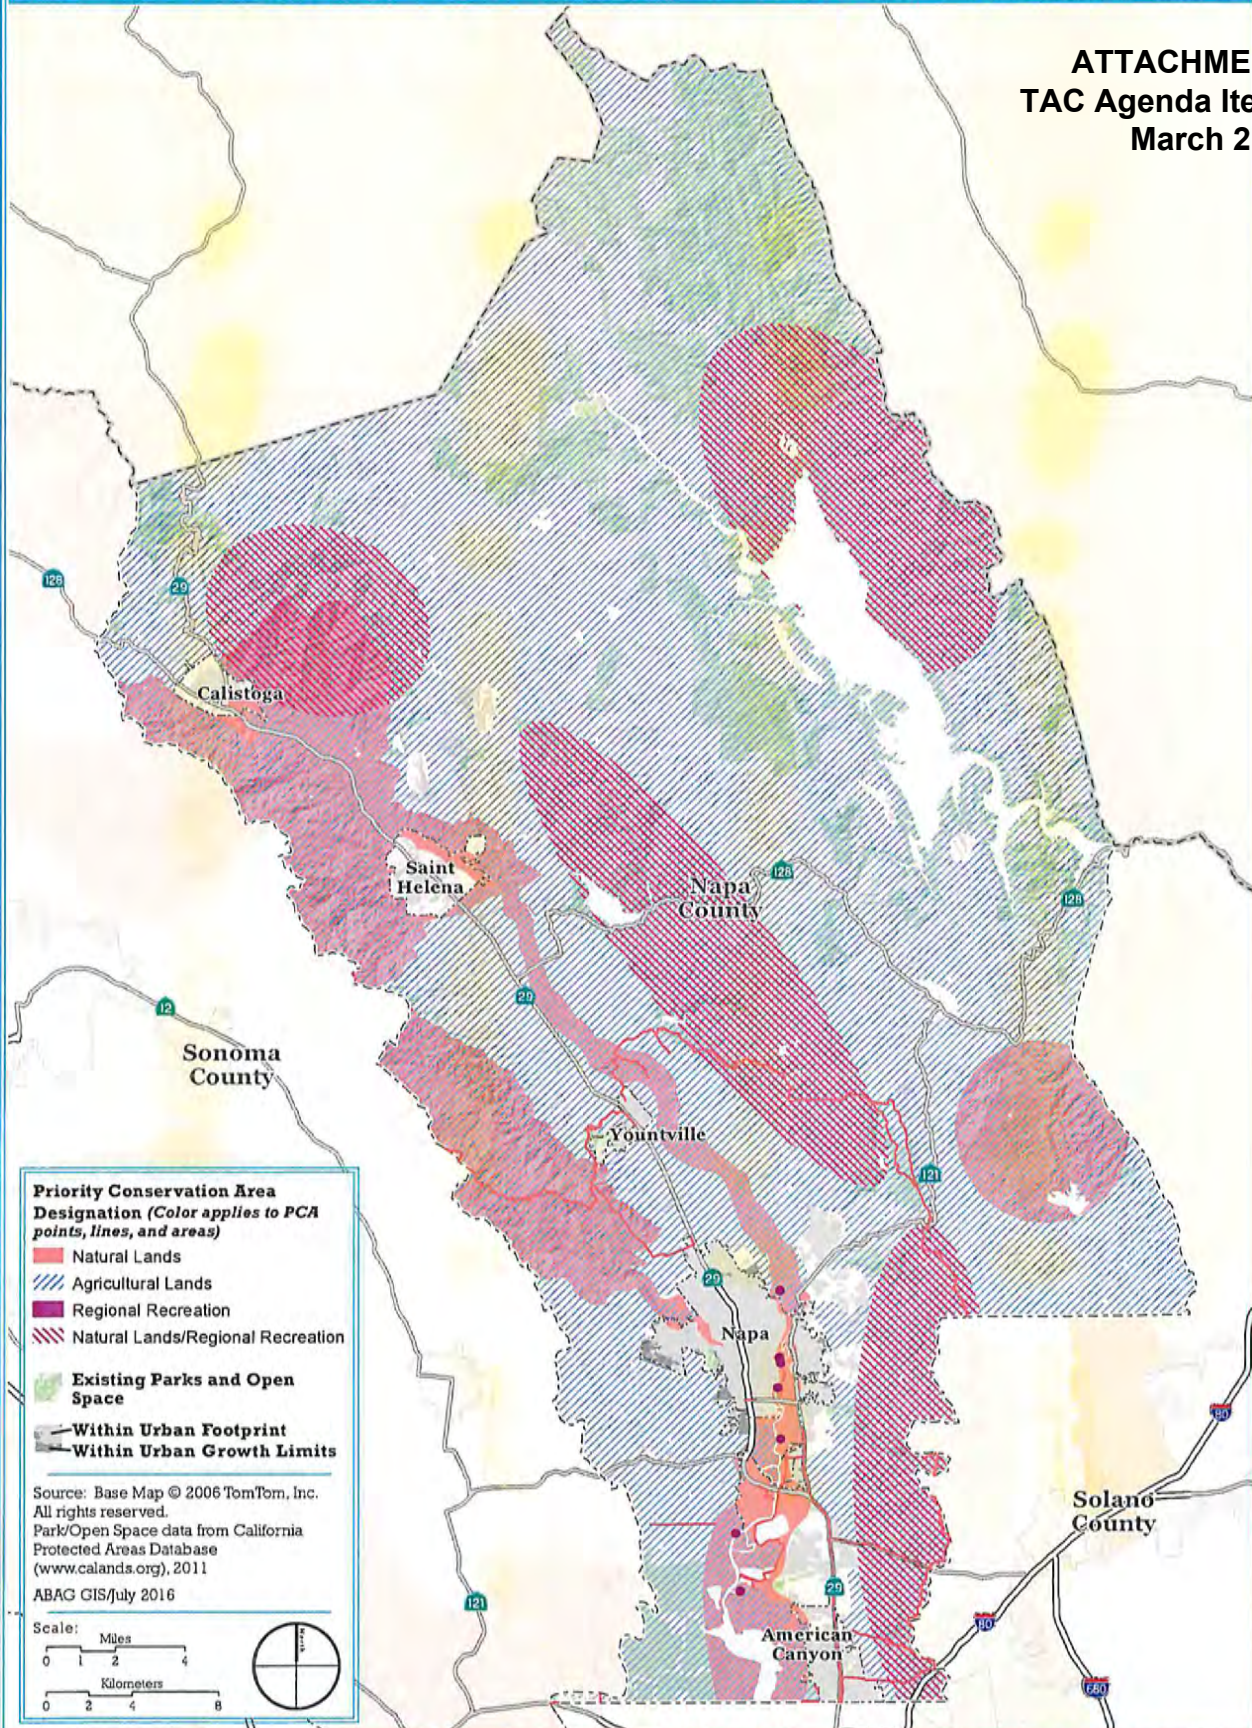 ATTACHME
TAC Agenda Ite
March 2
128
29
Calistoga
Saint
Helena
Napa
County
128
128
29
12
Sonoma
County
Yountville
121
29
Napa
Solano
County
80
29
80
American
Canyon
121
680
Priority Conservation Area
Designation (Color applies to PCA
points, lines, and areas)
Natural Lands
Agricultural Lands
Regional Recreation
Natural Lands/Regional Recreation
Existing Parks and Open
Space
Within Urban Footprint
Within Urban Growth Limits
Source: Base Map © 2006 TomTom, Inc.
All rights reserved.
Park/Open Space data from California
Protected Areas Database
(www.calands.org), 2011
ABAG GIS/July 2016
Scale:
Miles
0 1 2 4
Kilometers
0 2 4 8
North